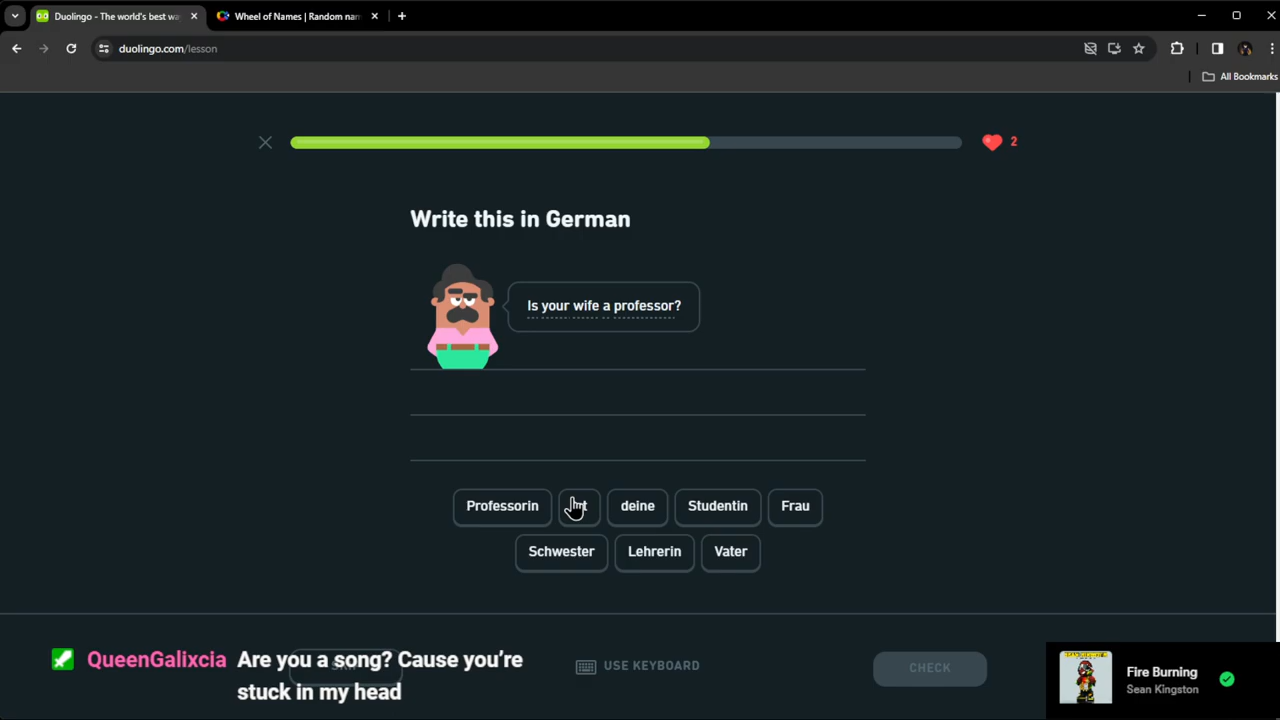 Duolingo - The world's best wa
Wheel of Names | Random nam
duolingo.com/lesson
All Bookmarks
2
Write this in German
Is your wife a professor?
Professorin deine Studentin Frau
Schwester Lehrerin Vater
USE KEYBOARD
CHECK
QueenGalixcia Are you a song? Cause you're
stuck in my head
Fire Burning
Sean Kingston